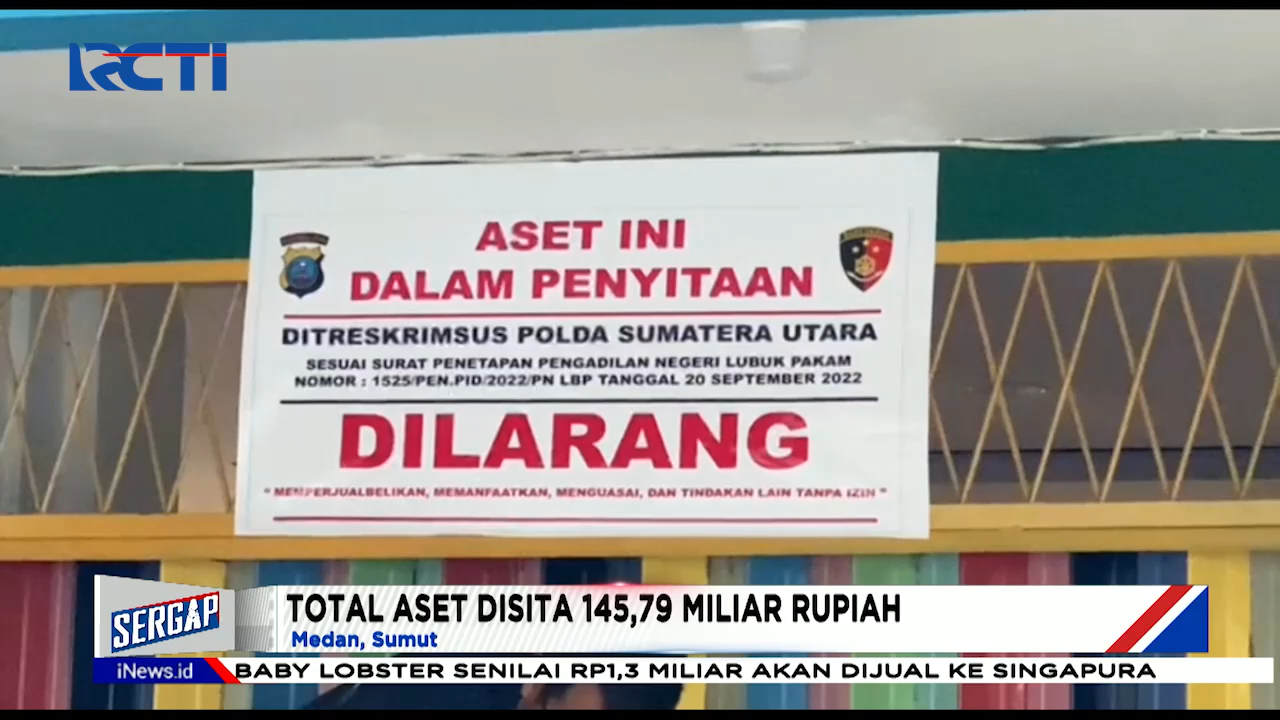 RCTI
ASET INI
DALAM PENYITAAN
DITRESKRIMSUS POLDA SUMATERA UTARA
SESUAI SURAT PENETAPAN PENGADILAN NEGERI LUBUK PAKAM
NOMOR : 1525/PEN.PID/2022/PN LBP TANGGAL 20 SEPTEMBER 2022
DILARANG
" MEMPERJUALBELIKAN, MEMANFAATKAN, MENGUASAI, DAN TINDAKAN LAIN TANPA IZIN "
SERGAP
TOTAL ASET DISITA 145,79 MILIAR RUPIAH
Medan, Sumut
iNews.id
BABY LOBSTER SENILAI RP1,3 MILIAR AKAN DIJUAL KE SINGAPURA